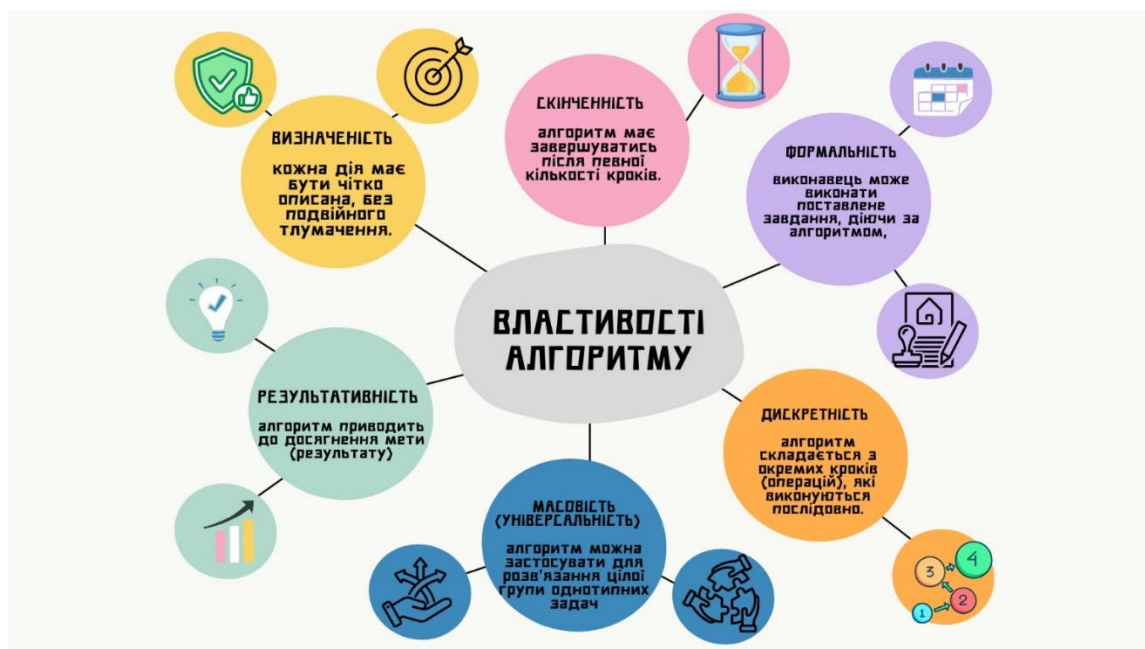 ВЛАСТИВОСТІ
АЛГОРИТМУ
ВИЗНАЧЕНІСТЬ
кожна дія має
бути чітко
описана, без
подвійного
тлумачення.
СКІНЧЕННІСТЬ
алгоритм має
завершуватись
після певної
кількості кроків.
ФОРМАЛЬНІСТЬ
виконавець може
виконати
поставлене
завдання, діючи за
алгоритмом,
РЕЗУЛЬТАТИВНІСТЬ
алгоритм приводить
до досягнення мети
(результату)
МАСОВІСТЬ
(УНІВЕРСАЛЬНІСТЬ)
алгоритм можна
застосувати для
розв'язання цілої
групи однотипних
задач
ДИСКРЕТНІСТЬ
алгоритм
складається з
окремих кроків
(операцій), які
виконуються
послідовно.
1
2
3
4